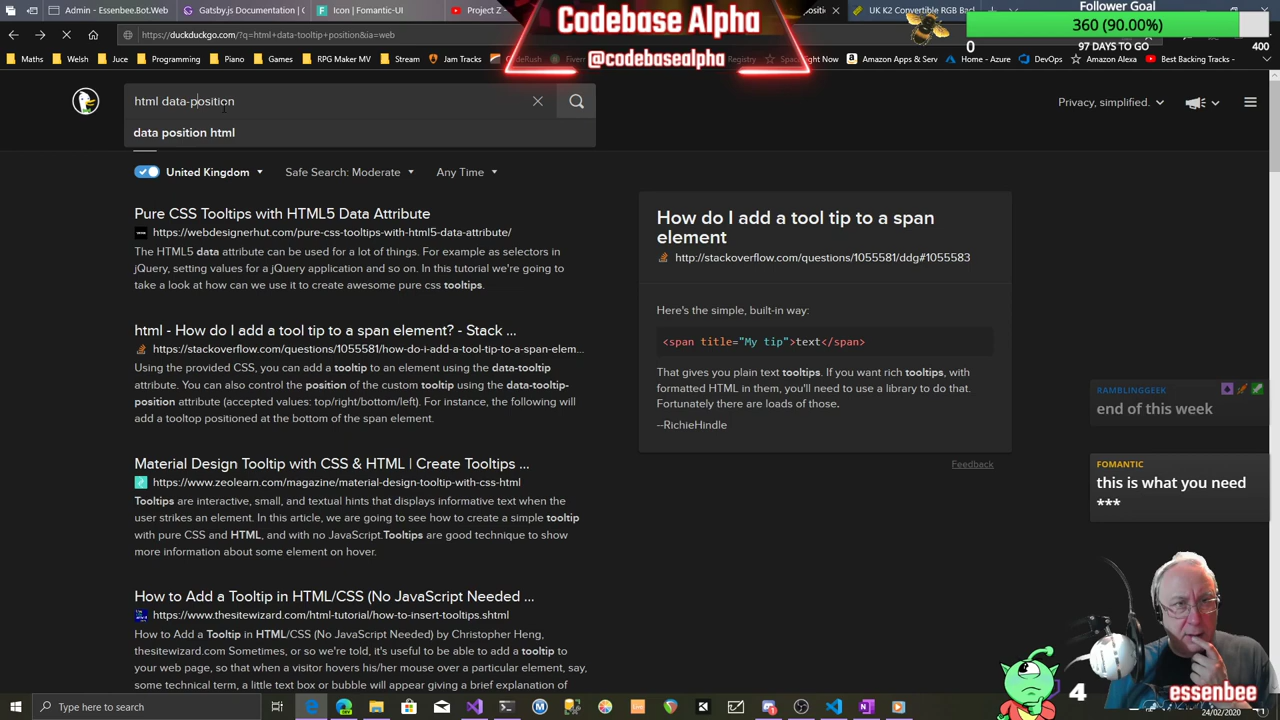 Admin - Essenbee.Bot.Web
Gatsby.js Documentation | G
Icon | Fomantic-UI
Project Z -
UK K2 Convertible Bond
https://duckduckgo.com/?q=html+data-tooltip+position&ia=web
Maths
Welsh
Juce
Programming
Piano
Games
RPG Maker MV
Stream
Jam Tracks
Amazon Apps & Serv
Home - Azure
DevOps
Amazon Alexa
Best Backing Tracks -
Codebase Alpha
@codebasealpha
Follower Goal
360 (90.00%)
0
97 DAYS TO GO
400
html data-position
data position html
Privacy, simplified.
United Kingdom
Safe Search: Moderate
Any Time
Pure CSS Tooltips with HTML5 Data Attribute
https://webdesignerhut.com/pure-css-tooltips-with-html5-data-attribute/
The HTML5 data attribute can be used for a lot of things. For example as selectors in
jQuery, setting values for a jQuery application and so on. In this tutorial we're going to
take a look at how can we use it to create awesome pure css tooltips.
html - How do I add a tool tip to a span element? - Stack ...
https://stackoverflow.com/questions/1055581/how-do-i-add-a-tool-tip-to-a-span-elem...
Using the provided CSS, you can add a tooltip to an element using the data-tooltip
attribute. You can also control the position of the custom tooltip using the data-tooltip-
position attribute (accepted values: top/right/bottom/left). For instance, the following will
add a tooltop positioned at the bottom of the span element.
Material Design Tooltip with CSS & HTML | Create Tooltips ...
https://www.zeolearn.com/magazine/material-design-tooltip-with-css-html
Tooltips are interactive, small, and textual hints that displays informative text when the
user strikes an element. In this article, we are going to see how to create a simple tooltip
with pure CSS and HTML, and with no JavaScript.Tooltips are good technique to show
more information about some element on hover.
How to Add a Tooltip in HTML/CSS (No JavaScript Needed ...
https://www.thesitewizard.com/html-tutorial/how-to-insert-tooltips.shtml
How to Add a Tooltip in HTML/CSS (No JavaScript Needed) by Christopher Heng,
thesitewizard.com Sometimes, or so we're told, it's useful to be able to add a tooltip to
your web page, so that when a visitor hovers his/her mouse over a particular element, say,
some technical term, a little text box or bubble will appear giving a brief explanation of
How do I add a tool tip to a span
element
http://stackoverflow.com/questions/1055581/ddg#1055583
Here's the simple, built-in way:
<span title="My tip">text</span>
That gives you plain text tooltips. If you want rich tooltips, with
formatted HTML in them, you'll need to use a library to do that.
Fortunately there are loads of those.
--RichieHindle
Feedback
RAMBLINGGEEK
end of this week
FOMANTIC
this is what you need
***
4
essenbee
Type here to search
24/02/2020